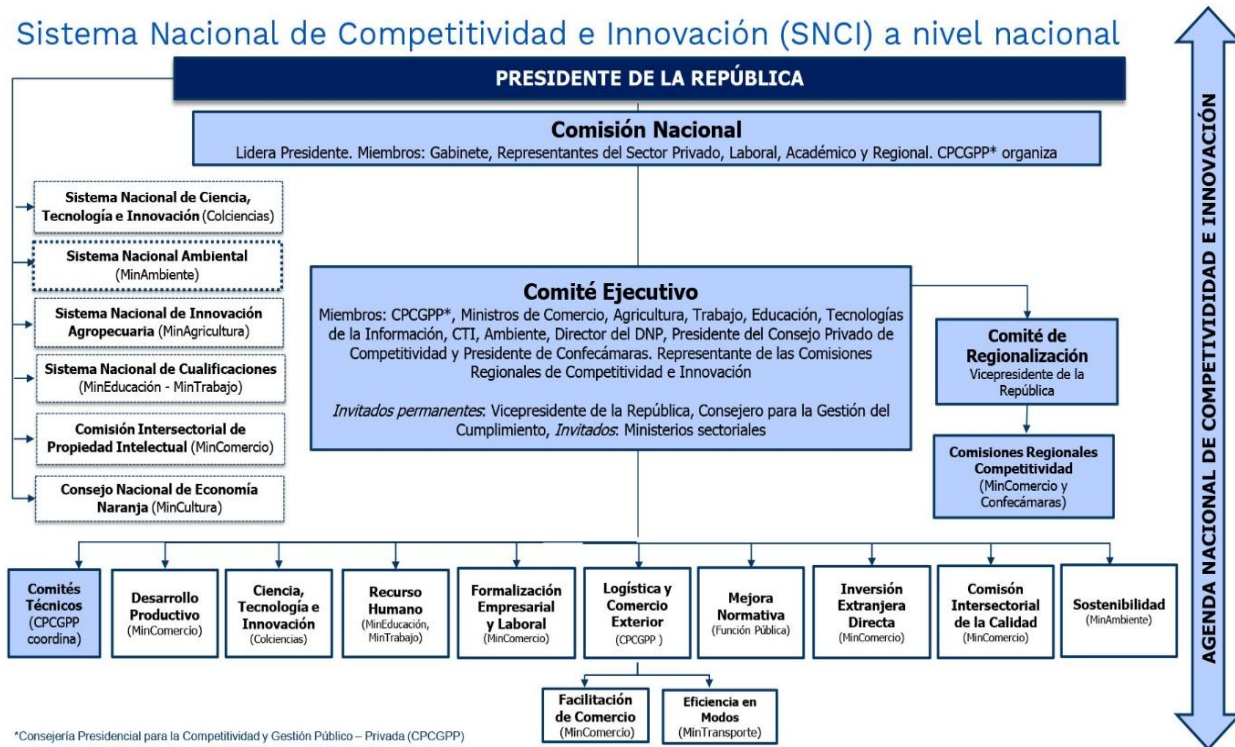 Sistema Nacional de Competitividad e Innovación (SNCI) a nivel nacional
PRESIDENTE DE LA REPÚBLICA
Comisión Nacional
Lidera Presidente. Miembros: Gabinete, Representantes del Sector Privado, Laboral, Académico y Regional. CPCGPP* organiza
Sistema Nacional de Ciencia,
Tecnología e Innovación (Colciencias)
Sistema Nacional Ambiental
(MinAmbiente)
Sistema Nacional de Innovación
Agropecuaria (MinAgricultura)
Sistema Nacional de Cualificaciones
(MinEducación - MinTrabajo)
Comisión Intersectorial de
Propiedad Intelectual (MinComercio)
Consejo Nacional de Economía
Naranja (MinCultura)
Comité Ejecutivo
Miembros: CPCGPP*, Ministros de Comercio, Agricultura, Trabajo, Educación, Tecnologías
de la Información, CTI, Ambiente, Director del DNP, Presidente del Consejo Privado de
Competitividad y Presidente de Confecámaras. Representante de las Comisiones
Regionales de Competitividad e Innovación
Invitados permanentes: Vicepresidente de la República, Consejero para la Gestión del
Cumplimiento, Invitados: Ministerios sectoriales
Comité de
Regionalización
Vicepresidente de la
República
Comisiones Regionales
Competitividad
(MinComercio y
Confecámaras)
Comités
Técnicos
(CPCGPP
coordina)
Desarrollo
Productivo
(MinComercio)
Ciencia,
Tecnología e
Innovación
(Colciencias)
Recurso
Humano
(MinEducación,
MinTrabajo)
Formalización
Empresarial
y Laboral
(MinComercio)
Logística y
Comercio
Exterior
(CPCGPP )
Mejora
Normativa
(Función Pública)
Inversión
Extranjera
Directa
(MinComercio)
Comisón
Intersectorial
de la Calidad
(MinComercio)
Sostenibilidad
(MinAmbiente)
Facilitación
de Comercio
(MinComercio)
Eficiencia en
Modos
(MinTransporte)
*Consejería Presidencial para la Competitividad y Gestión Público – Privada (CPCGPP)
AGENDA NACIONAL DE COMPETIVIDIDAD E INNOVACIÓN